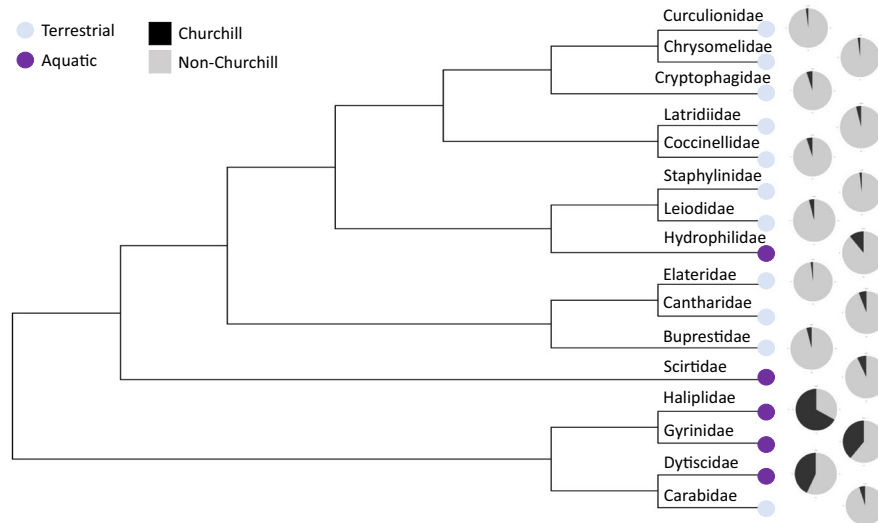 Terrestrial
Aquatic
Churchill
Non-Churchill
Curculionidae
Chrysomelidae
Cryptophagidae
Latridiidae
Coccinellidae
Staphylinidae
Leiodidae
Hydrophilidae
Elateridae
Cantharidae
Buprestidae
Scirtidae
Haliplidae
Gyrinidae
Dytiscidae
Carabidae